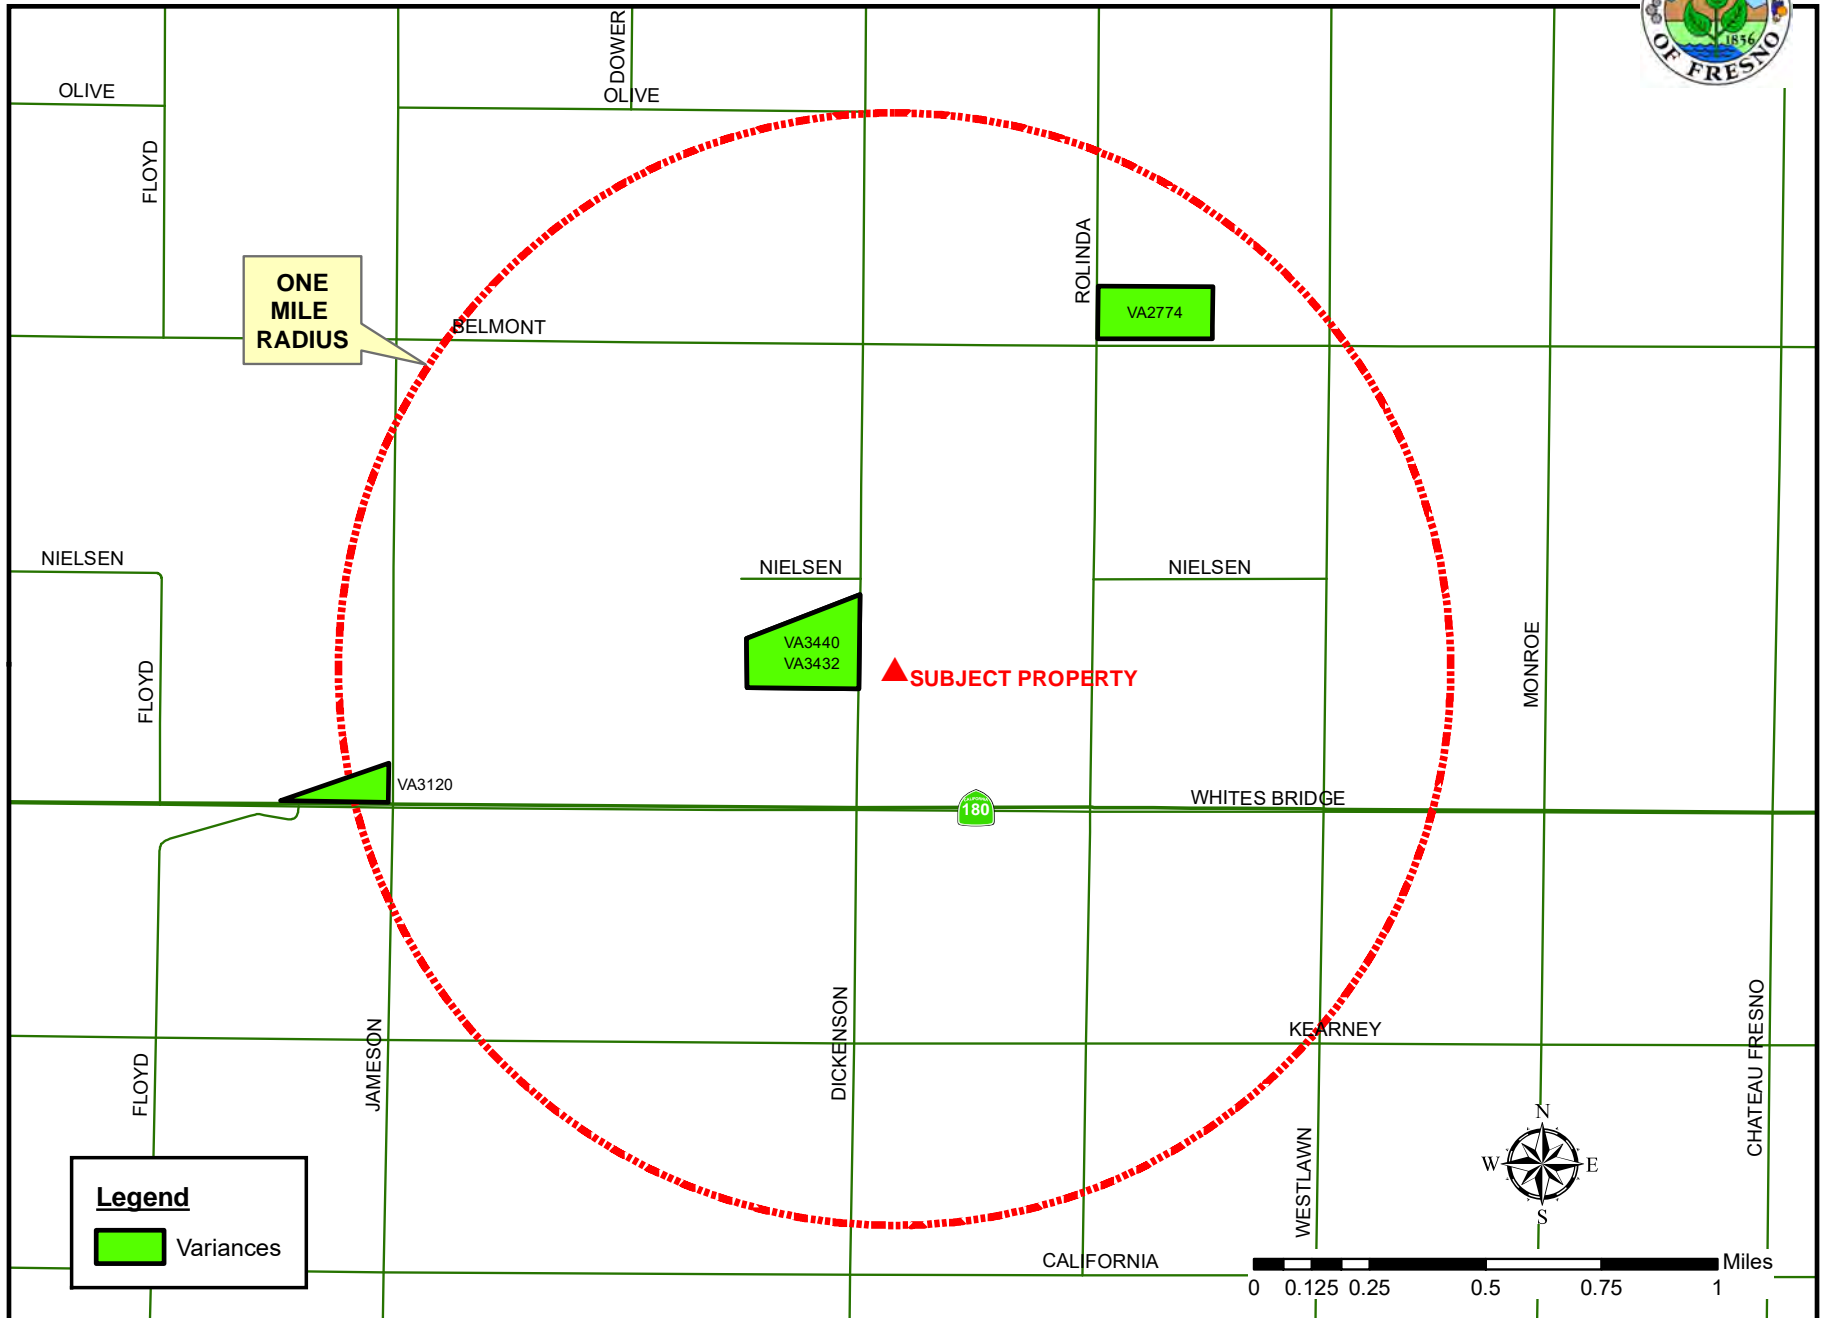 DOWER
1856
OF FRESNO
OLIVE
OLIVE
FLOYD
ROLINDA
ONE
MILE
RADIUS
VA2774
BELMONT
NIELSEN
NIELSEN
NIELSEN
MONROE
VA3440
VA3432
FLOYD
SUBJECT PROPERTY
VA3120
WHITES BRIDGE
180
DICKENSON
CHATEAU FRESNO
JAMESON
KEARNEY
FLOYD
N
W
E
S
WESTLAWN
Legend
Variances
CALIFORNIA
Miles
0 0.125 0.25 0.5 0.75 1